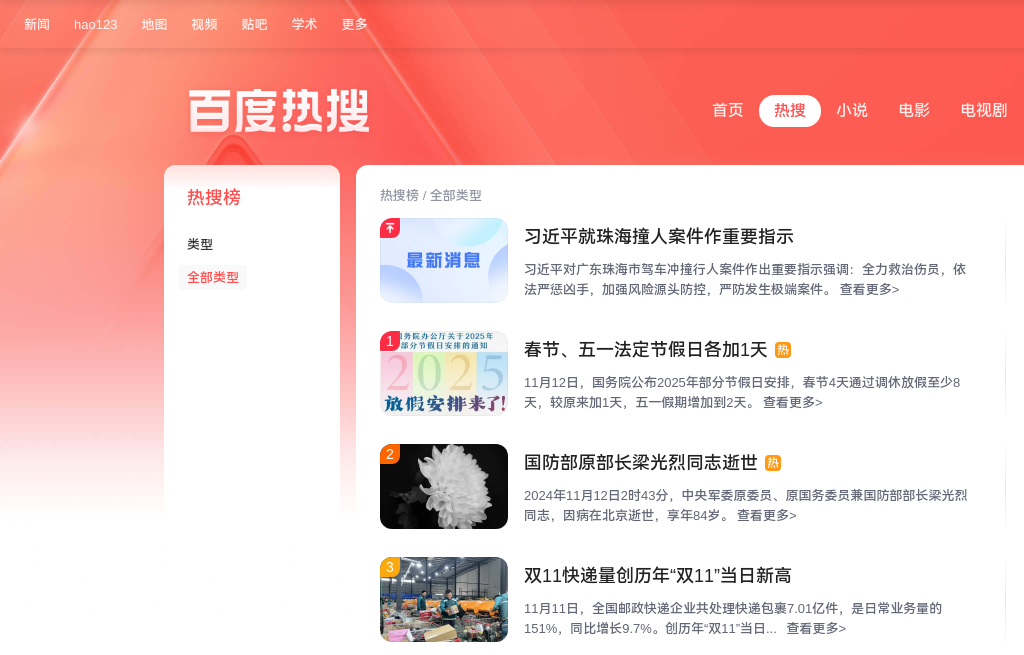 新闻 hao123 地图 视频 贴吧 学术 更多
百度热搜
首页 热搜 小说 电影 电视剧
热搜榜
类型
全部类型
热搜榜 / 全部类型
最新消息
习近平就珠海撞人案件作重要指示
习近平对广东珠海市驾车冲撞行人案件作出重要指示强调：全力救治伤员，依
法严惩凶手，加强风险源头防控，严防发生极端案件。 查看更多>
1
国务院办公厅关于2025年
部分节假日安排的通知
2025
放假安排来了!
春节、五一法定节假日各加1天 热
11月12日，国务院公布2025年部分节假日安排，春节4天通过调休放假至少8
天，较原来加1天，五一假期增加到2天。 查看更多>
2
国防部原部长梁光烈同志逝世 热
2024年11月12日2时43分，中央军委原委员、原国务委员兼国防部部长梁光烈
同志，因病在北京逝世，享年84岁。 查看更多>
3
双11快递量创历年“双11”当日新高
11月11日，全国邮政快递企业共处理快递包裹7.01亿件，是日常业务量的
151%，同比增长9.7%。创历年“双11”当日... 查看更多>